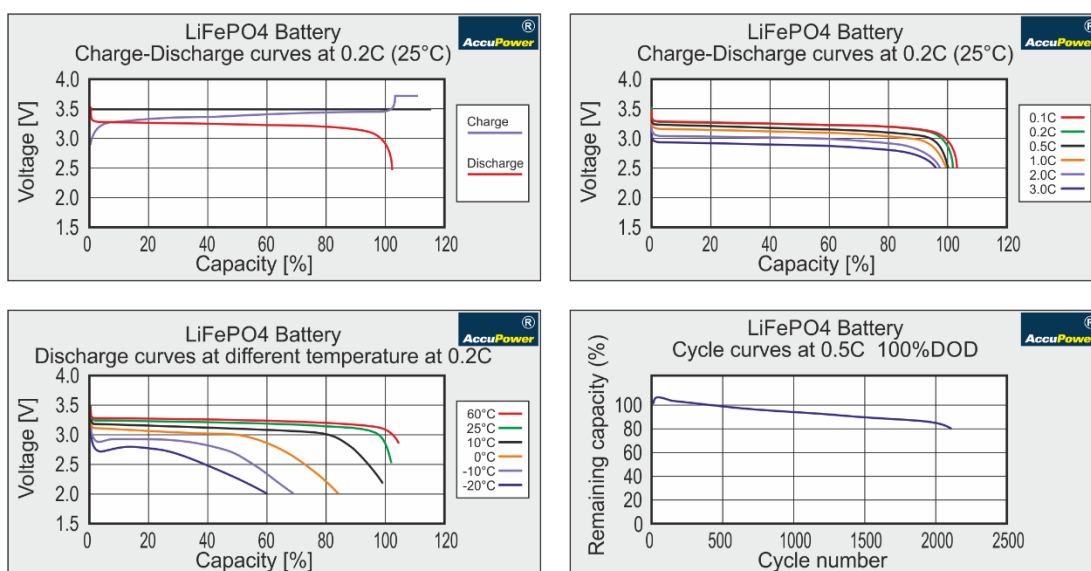 LiFePO4 Battery
Charge-Discharge curves at 0.2C (25°C)
®
AccuPower
Voltage [V]
4.0
3.5
3.0
2.5
2.0
1.5
0
20
40
60
80
100
120
Capacity [%]
Charge
Discharge
LiFePO4 Battery
Charge-Discharge curves at 0.2C (25°C)
®
AccuPower
Voltage [V]
4.0
3.5
3.0
2.5
2.0
1.5
0
20
40
60
80
100
120
Capacity [%]
0.1C
0.2C
0.5C
1.0C
2.0C
3.0C
LiFePO4 Battery
Discharge curves at different temperature at 0.2C
®
AccuPower
Voltage [V]
4.0
3.5
3.0
2.5
2.0
1.5
0
20
40
60
80
100
120
Capacity [%]
60°C
25°C
10°C
0°C
-10°C
-20°C
LiFePO4 Battery
Cycle curves at 0.5C 100%DOD
®
AccuPower
Remaining capacity (%)
100
80
60
40
20
0
0
500
1000
1500
2000
2500
Cycle number